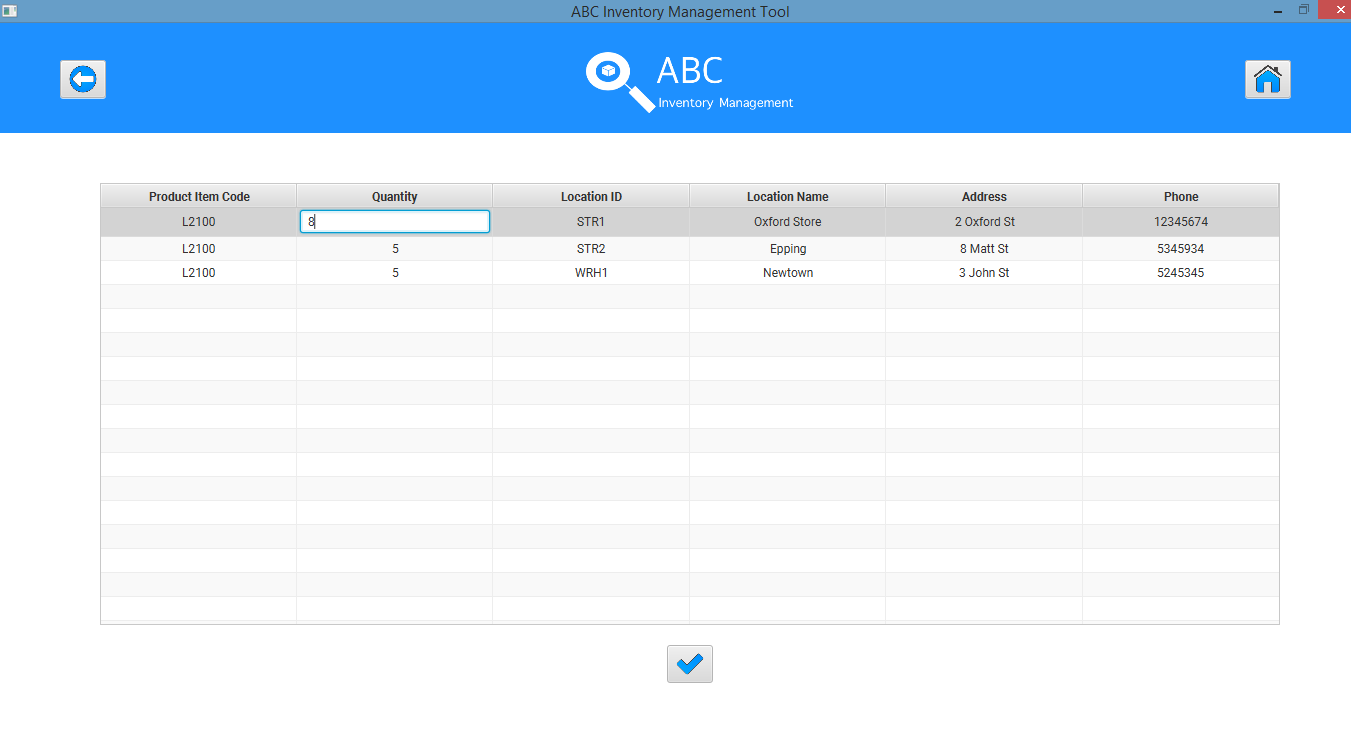 ABC Inventory Management Tool
ABC
Inventory Management
Product Item Code Quantity Location ID Location Name Address Phone
L2100 8 STR1 Oxford Store 2 Oxford St 12345674
L2100 5 STR2 Epping 8 Matt St 5345934
L2100 5 WRH1 Newtown 3 John St 5245345